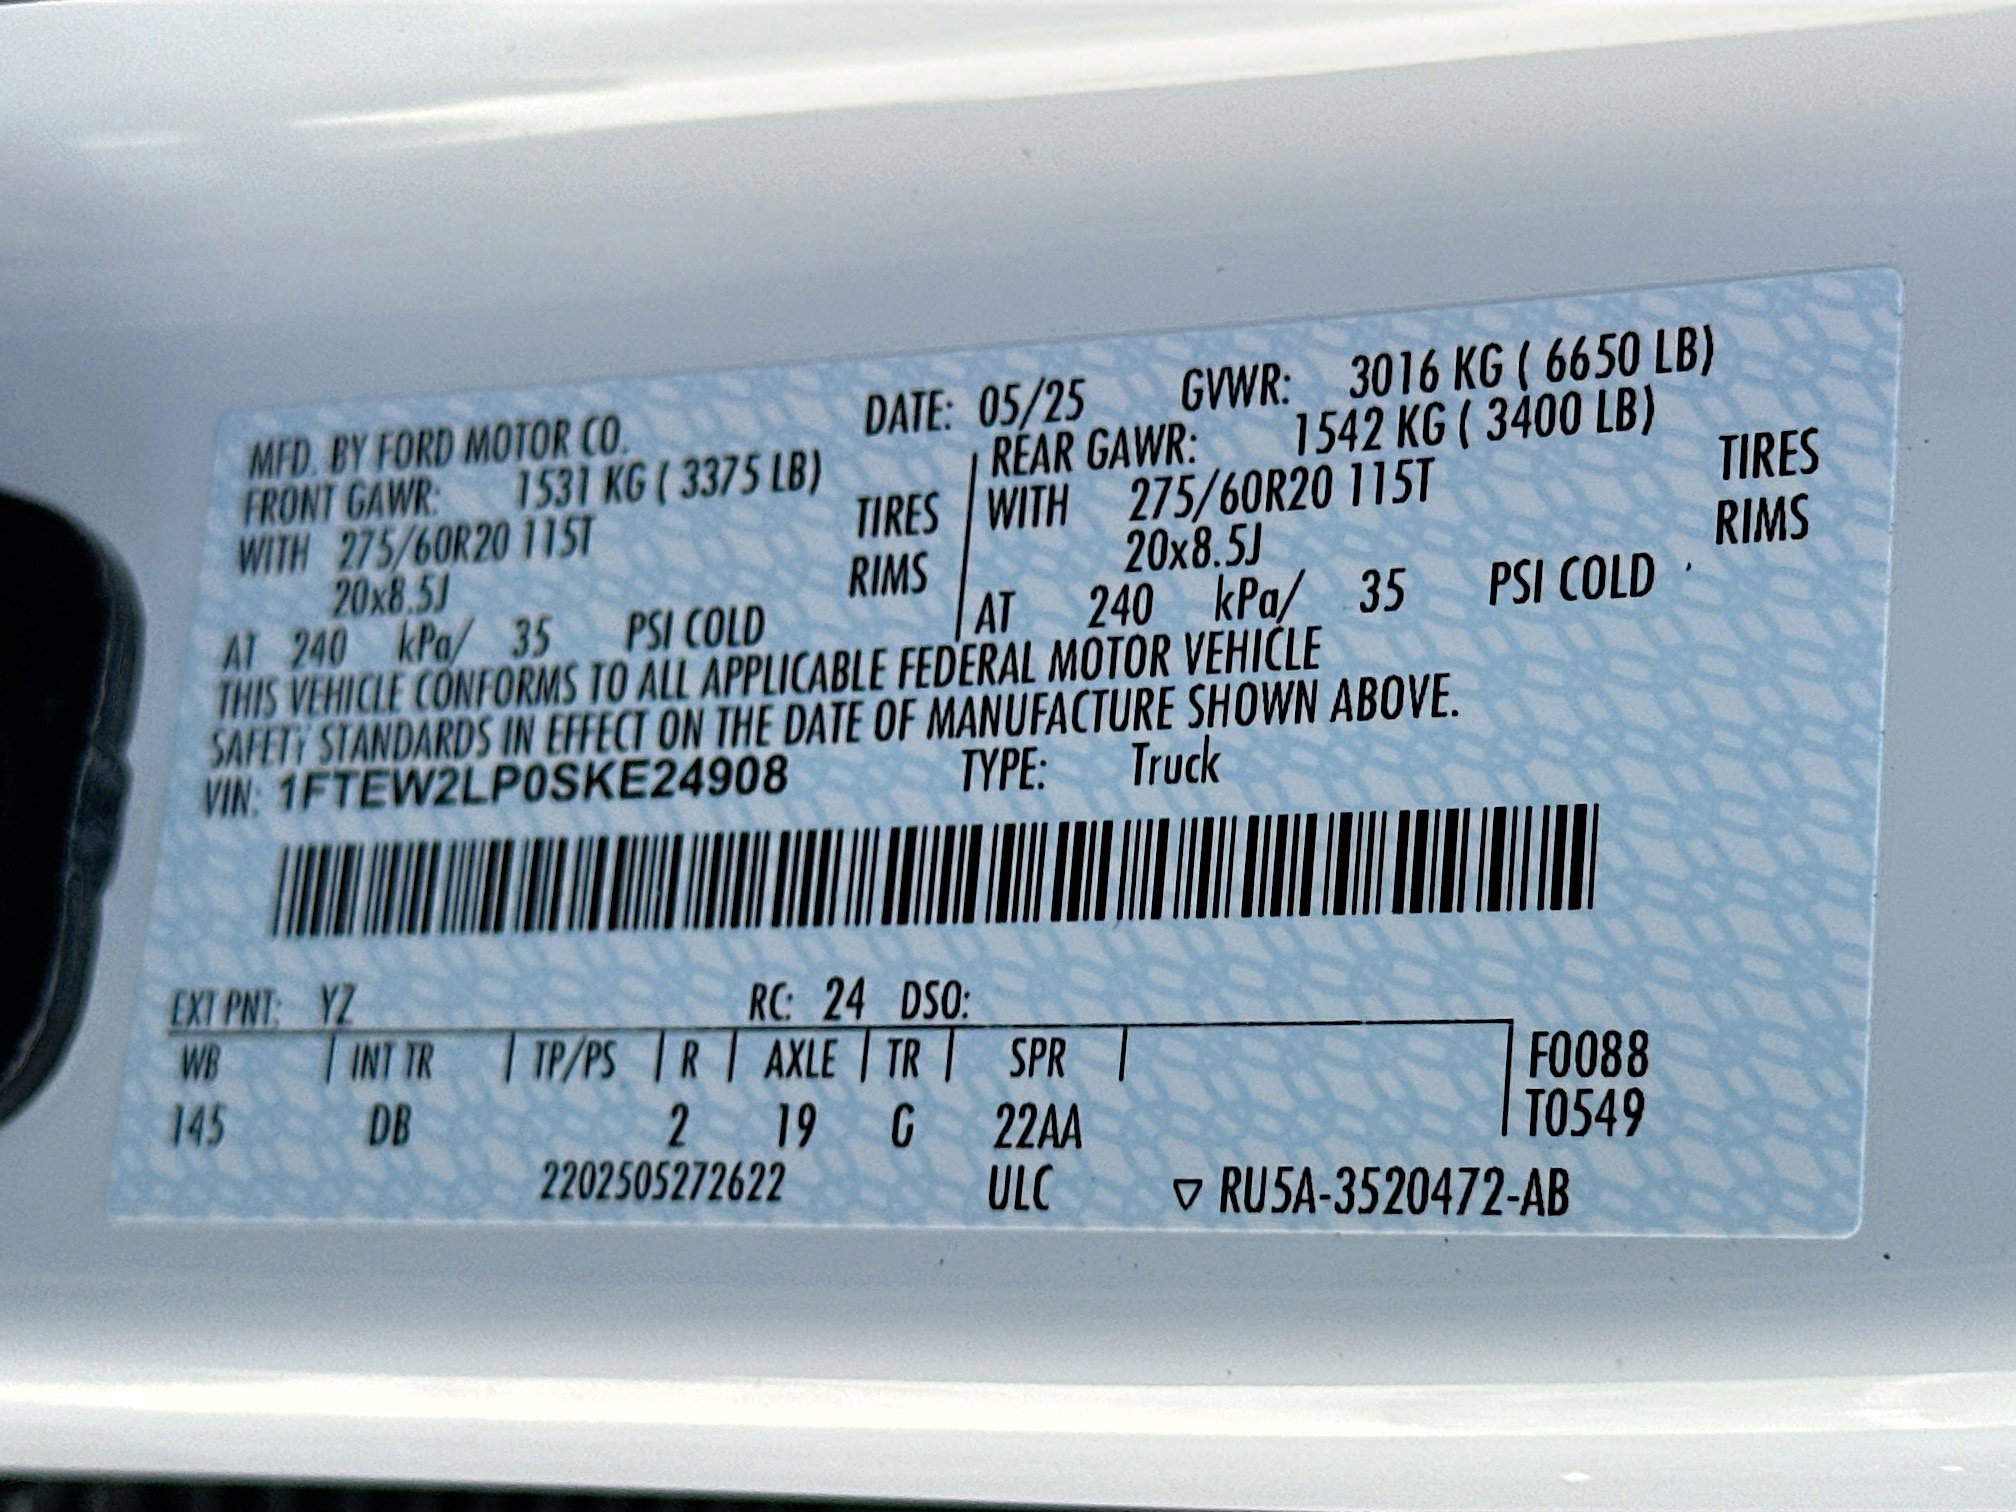 MFD. BY FORD MOTOR CO. DATE: 05/25 GVWR: 3016 KG ( 6650 LB)
FRONT GAWR: 1531 KG ( 3375 LB) REAR GAWR: 1542 KG ( 3400 LB)
WITH 275/60R20 115T TIRES WITH 275/60R20 115T TIRES
20x8.5J RIMS 20x8.5J RIMS
AT 240 kPa/ 35 PSI COLD AT 240 kPa/ 35 PSI COLD
THIS VEHICLE CONFORMS TO ALL APPLICABLE FEDERAL MOTOR VEHICLE
SAFETY STANDARDS IN EFFECT ON THE DATE OF MANUFACTURE SHOWN ABOVE.
VIN: 1FTEW2LP0SKE24908 TYPE: Truck
EXT PNT: YZ RC: 24 DSO:
WB INT TR TP/PS R AXLE TR SPR F0088
145 DB 2 19 G 22AA T0549
2202505272622 ULC ▽ RU5A-3520472-AB